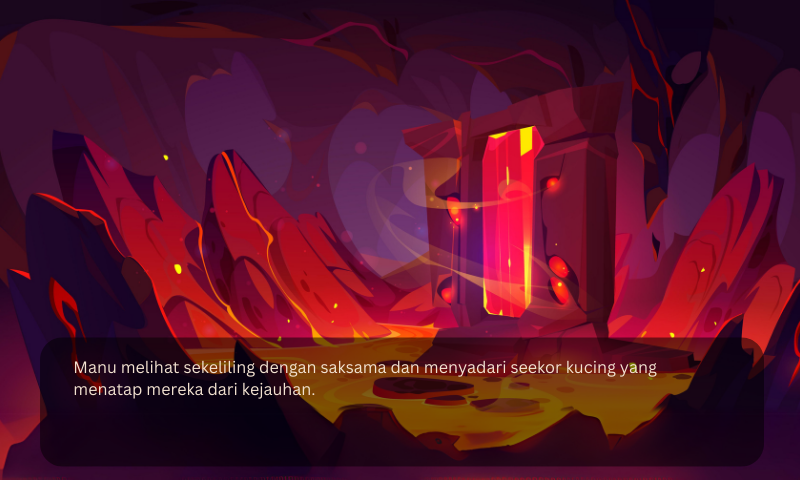 Manu melihat sekeliling dengan saksama dan menyadari seekor kucing yang
menatap mereka dari kejauhan.